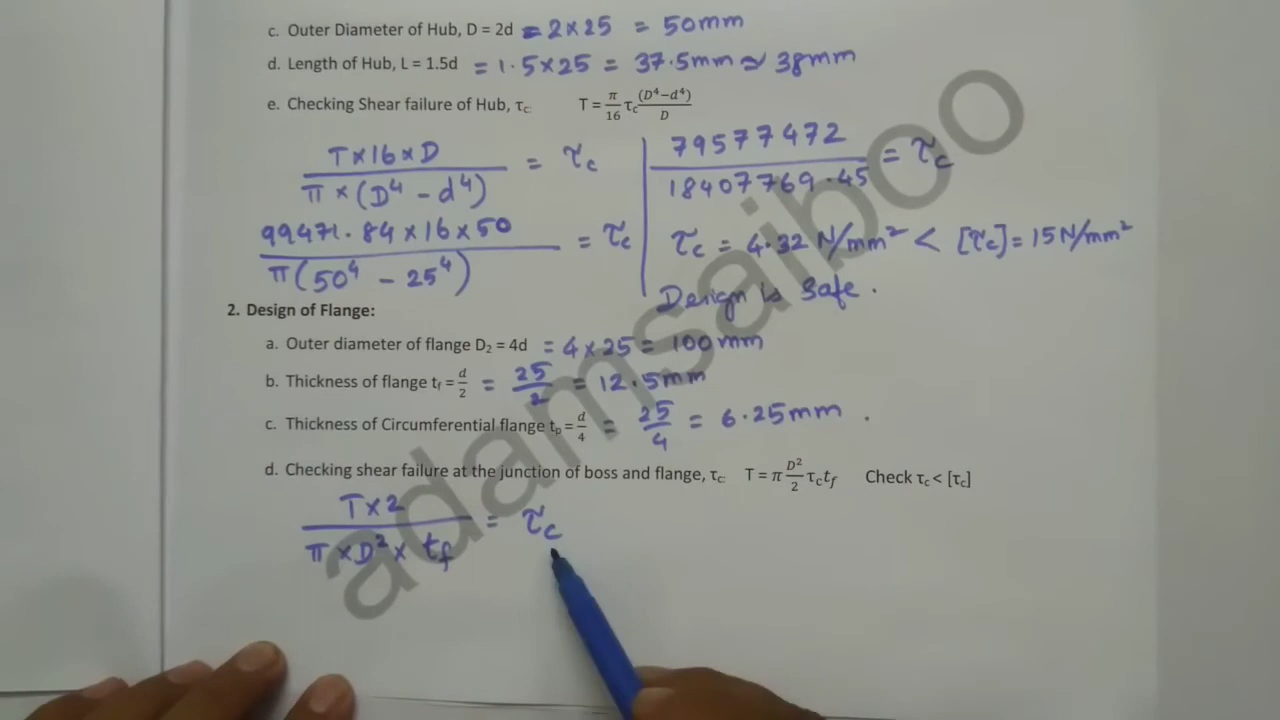 c. Outer Diameter of Hub, D = 2d = 2×25 = 50mm
d. Length of Hub, L = 1.5d = 1.5×25 = 37.5mm ≃ 38mm
e. Checking Shear failure of Hub, τc T = π/16 τc (D⁴−d⁴)/D
T×16×D / π×(D⁴ − d⁴) = τc
99471.84×16×50 / π(50⁴ − 25⁴) = τc
79577472 / 18407769.45 = τc
τc = 4.32 N/mm² < [τc] = 15N/mm²
Design is Safe.
2. Design of Flange:
a. Outer diameter of flange D₂ = 4d = 4×25 = 100mm
b. Thickness of flange tf = d/2 = 25/2 = 12.5mm
c. Thickness of Circumferential flange tp = d/4 = 25/4 = 6.25mm .
d. Checking shear failure at the junction of boss and flange, τc T = π D²/2 τc tf Check τc < [τc]
T×2 / π×D²× tf = τc
adamsaiboo